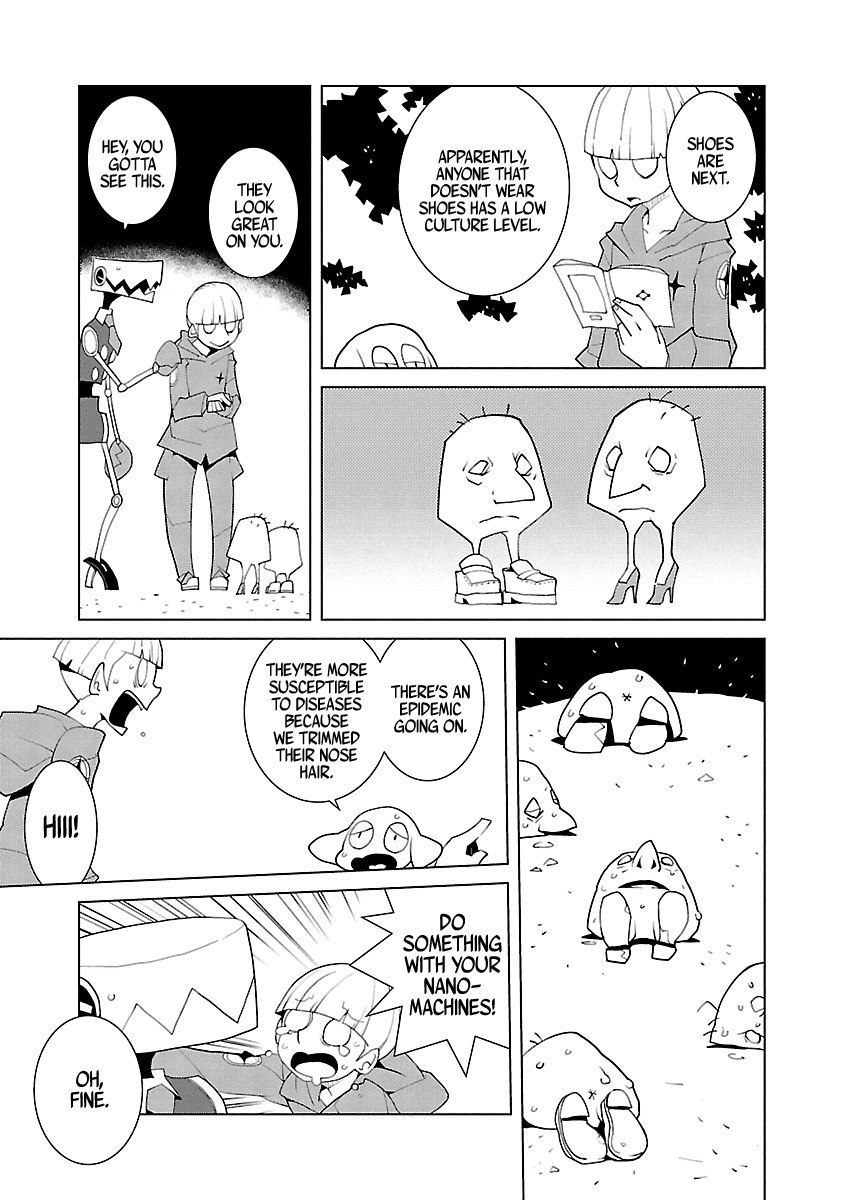 SHOES
ARE
NEXT.
APPARENTLY,
ANYONE THAT
DOESN'T WEAR
SHOES HAS A LOW
CULTURE LEVEL.
THEY
LOOK
GREAT
ON YOU.
HEY, YOU
GOTTA
SEE THIS.
THERE'S AN
EPIDEMIC
GOING ON.
THEY'RE MORE
SUSCEPTIBLE
TO DISEASES
BECAUSE
WE TRIMMED
THEIR NOSE
HAIR.
HIII!
DO
SOMETHING
WITH YOUR
NANO-
MACHINES!
OH,
FINE.